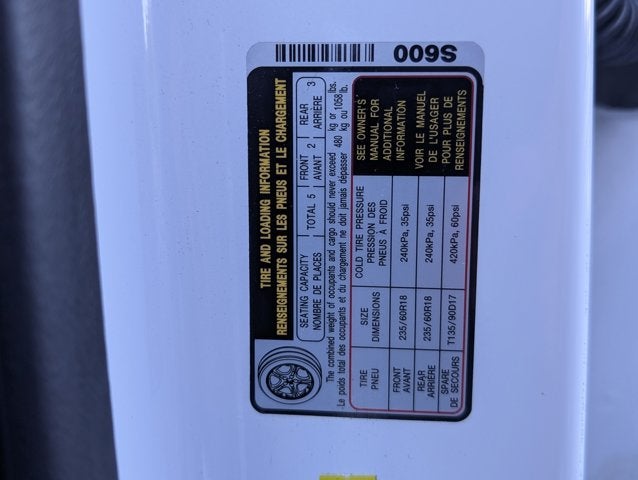 S600
TIRE AND LOADING INFORMATION
RENSEIGNEMENTS SUR LES PNEUS ET LE CHARGEMENT
SEATING CAPACITY TOTAL 5 FRONT 2 REAR 3
NOMBRE DE PLACES AVANT ARRIÈRE
The combined weight of occupants and cargo should never exceed 480 kg or 1058 lbs.
Le poids total des occupants et du chargement ne doit jamais dépasser kg ou lb.
TIRE SIZE COLD TIRE PRESSURE
PNEU DIMENSIONS PRESSION DES
PNEUS À FROID
FRONT 235/60R18 240kPa, 35psi
AVANT
REAR 235/60R18 240kPa, 35psi
ARRIÈRE
SPARE T135/90D17 420kPa, 60psi
DE SECOURS
SEE OWNER'S
MANUAL FOR
ADDITIONAL
INFORMATION
VOIR LE MANUEL
DE L'USAGER
POUR PLUS DE
RENSEIGNEMENTS